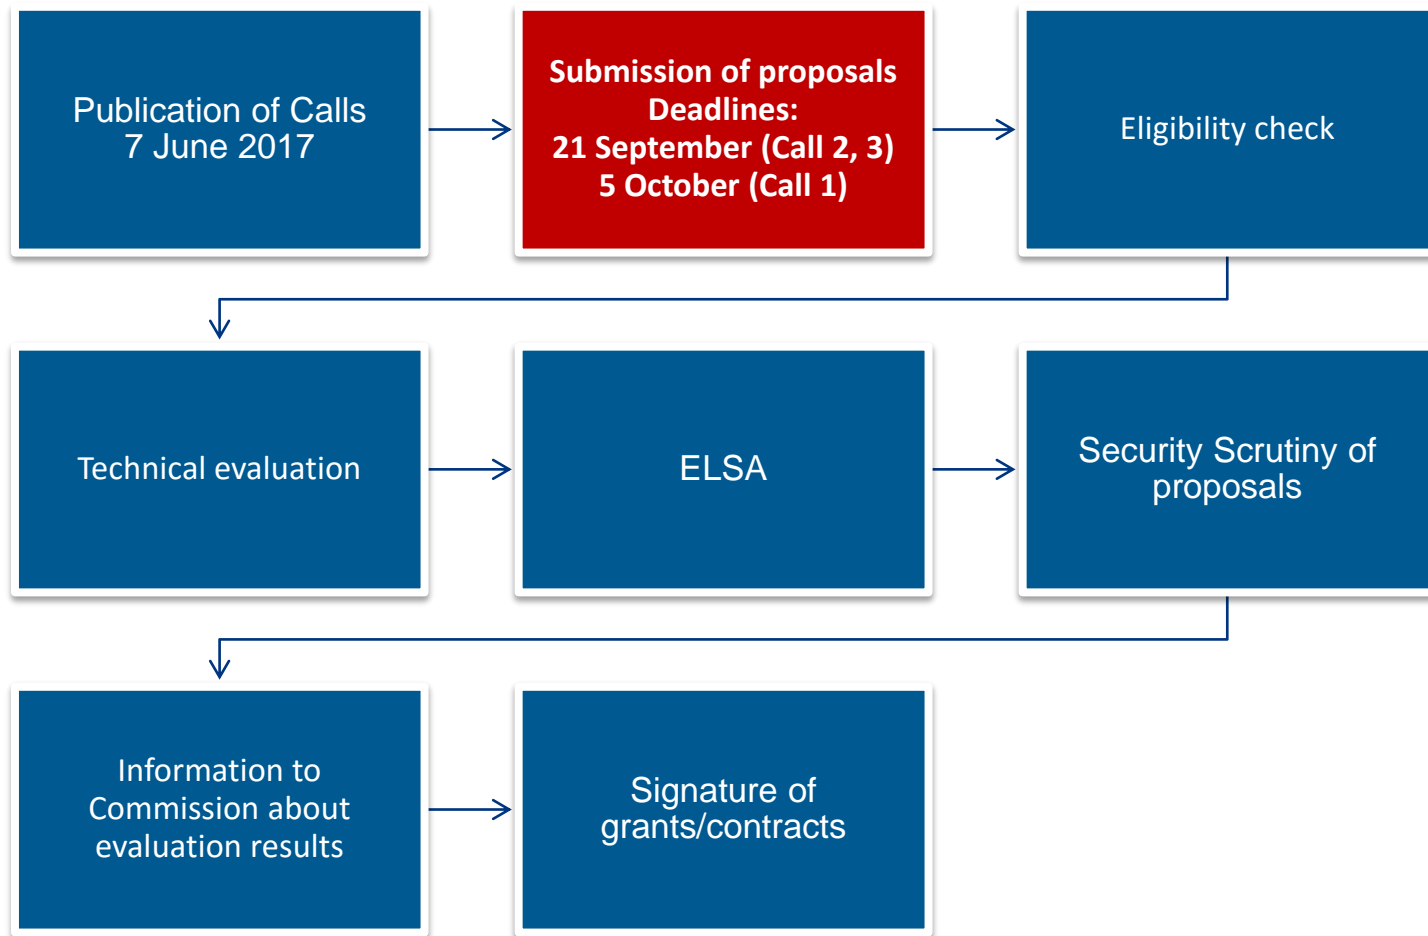 Publication of Calls
7 June 2017
Submission of proposals
Deadlines:
21 September (Call 2, 3)
5 October (Call 1)
Eligibility check
Technical evaluation
ELSA
Security Scrutiny of
proposals
Information to
Commission about
evaluation results
Signature of
grants/contracts